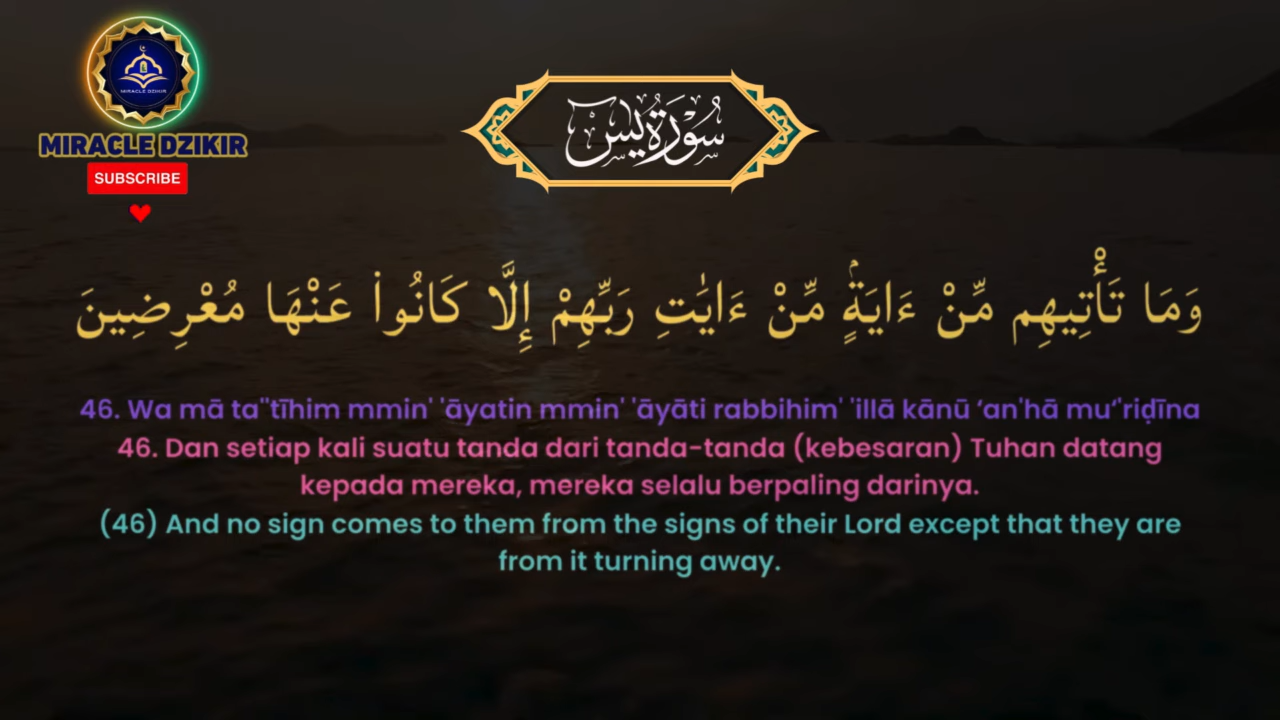 MIRACLE DZIKIR
MIRACLE DZIKIR
SUBSCRIBE
سُوْرَةُ يٰسٓ
وَمَا تَأْتِيهِم مِّنْ ءَايَةٍۢ مِّنْ ءَايَٰتِ رَبِّهِمْ إِلَّا كَانُوا۟ عَنْهَا مُعْرِضِينَ
46. Wa mā ta''tīhim mmin' 'āyatin mmin' 'āyāti rabbihim' 'illā kānū ‘an'hā mu‘'riḍīna
46. Dan setiap kali suatu tanda dari tanda-tanda (kebesaran) Tuhan datang
kepada mereka, mereka selalu berpaling darinya.
(46) And no sign comes to them from the signs of their Lord except that they are
from it turning away.